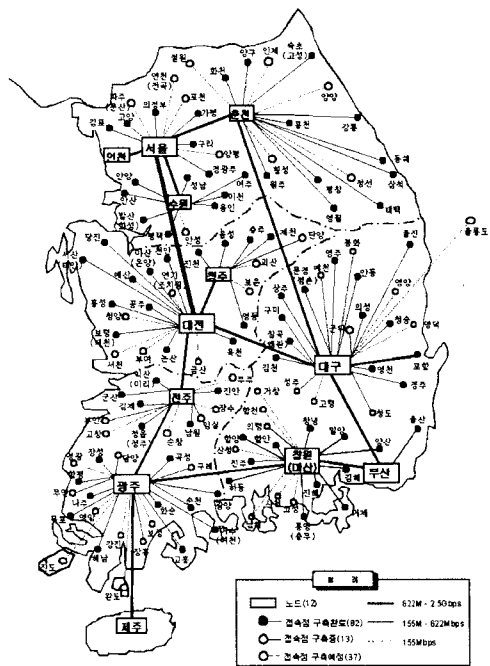 철원
화천
양구
인제
속초
(고성)
연천
(전곡)
포천
의정부
가평
춘천
양양
파주
(문산)
고양
김포
홍천
강릉
서울
인천
구리
양평
경광주
횡성
원주
평창
정선
동해
삼척
태백
영월
안양
안산
발산
(화성)
성남
수원
여주
이천
용인
평택
안성
진천
음성
충주
제천
단양
괴산
청주
보은
영동
옥천
당진
서산
태안
아산
(온양)
천안
예산
연기
(조치원)
홍성
공주
청양
보령
(대천)
서천
부여
논산
대전
금산
울진
울릉도
봉화
영주
예천
문경
(점촌)
안동
영양
상주
의성
청송
영덕
구미
군위
칠곡
(왜관)
김천
대구
영천
포항
경주
성주
고령
청도
군산
익산
(이리)
김제
전주
무주
진안
장수
부안
고창
정읍
(정주)
순창
남원
임실
거창
합천
창녕
밀양
양산
울산
의령
함안
함양
산청
진주
창원
(마산)
부산
김해
진해
거제
통영
(충무)
고성
하동
영광
장성
담양
함평
곡성
구례
광주
무안
나주
화순
순천
광양
여수
(여천)
목포
영암
강진
장흥
보성
고흥
해남
진도
완도
제주
범 례
노드(12)
접속점 구축완료(82)
접속점 구축중(13)
접속점 구축예정(37)
622M - 2.5Gbps
155M - 622Mbps
155Mbps